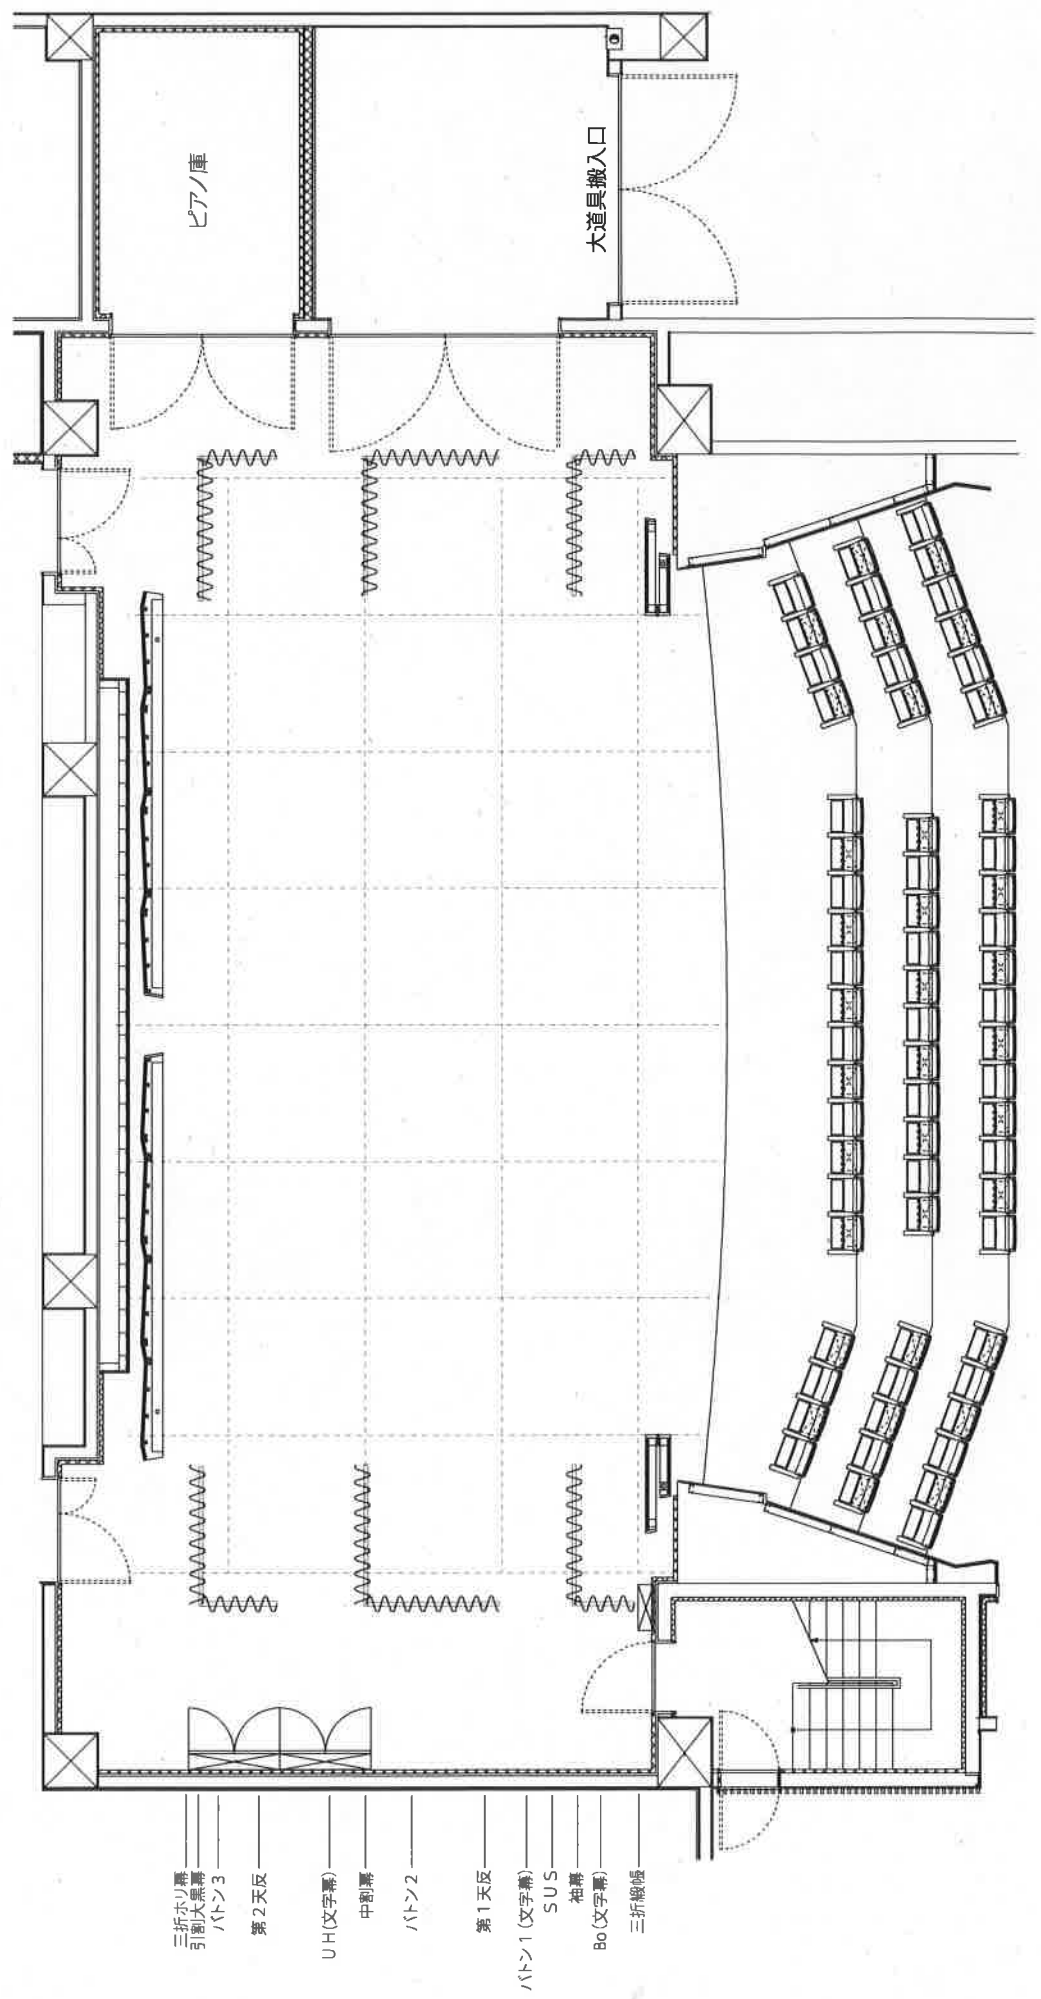 ピアノ庫
大道具搬入口
三折ホリ幕
引割大黒幕
バトン3
第2天反
UH(文字幕)
中割幕
バトン2
第1天反
バトン1(文字幕)
SUS
袖幕
Bo(文字幕)
三折緞帳